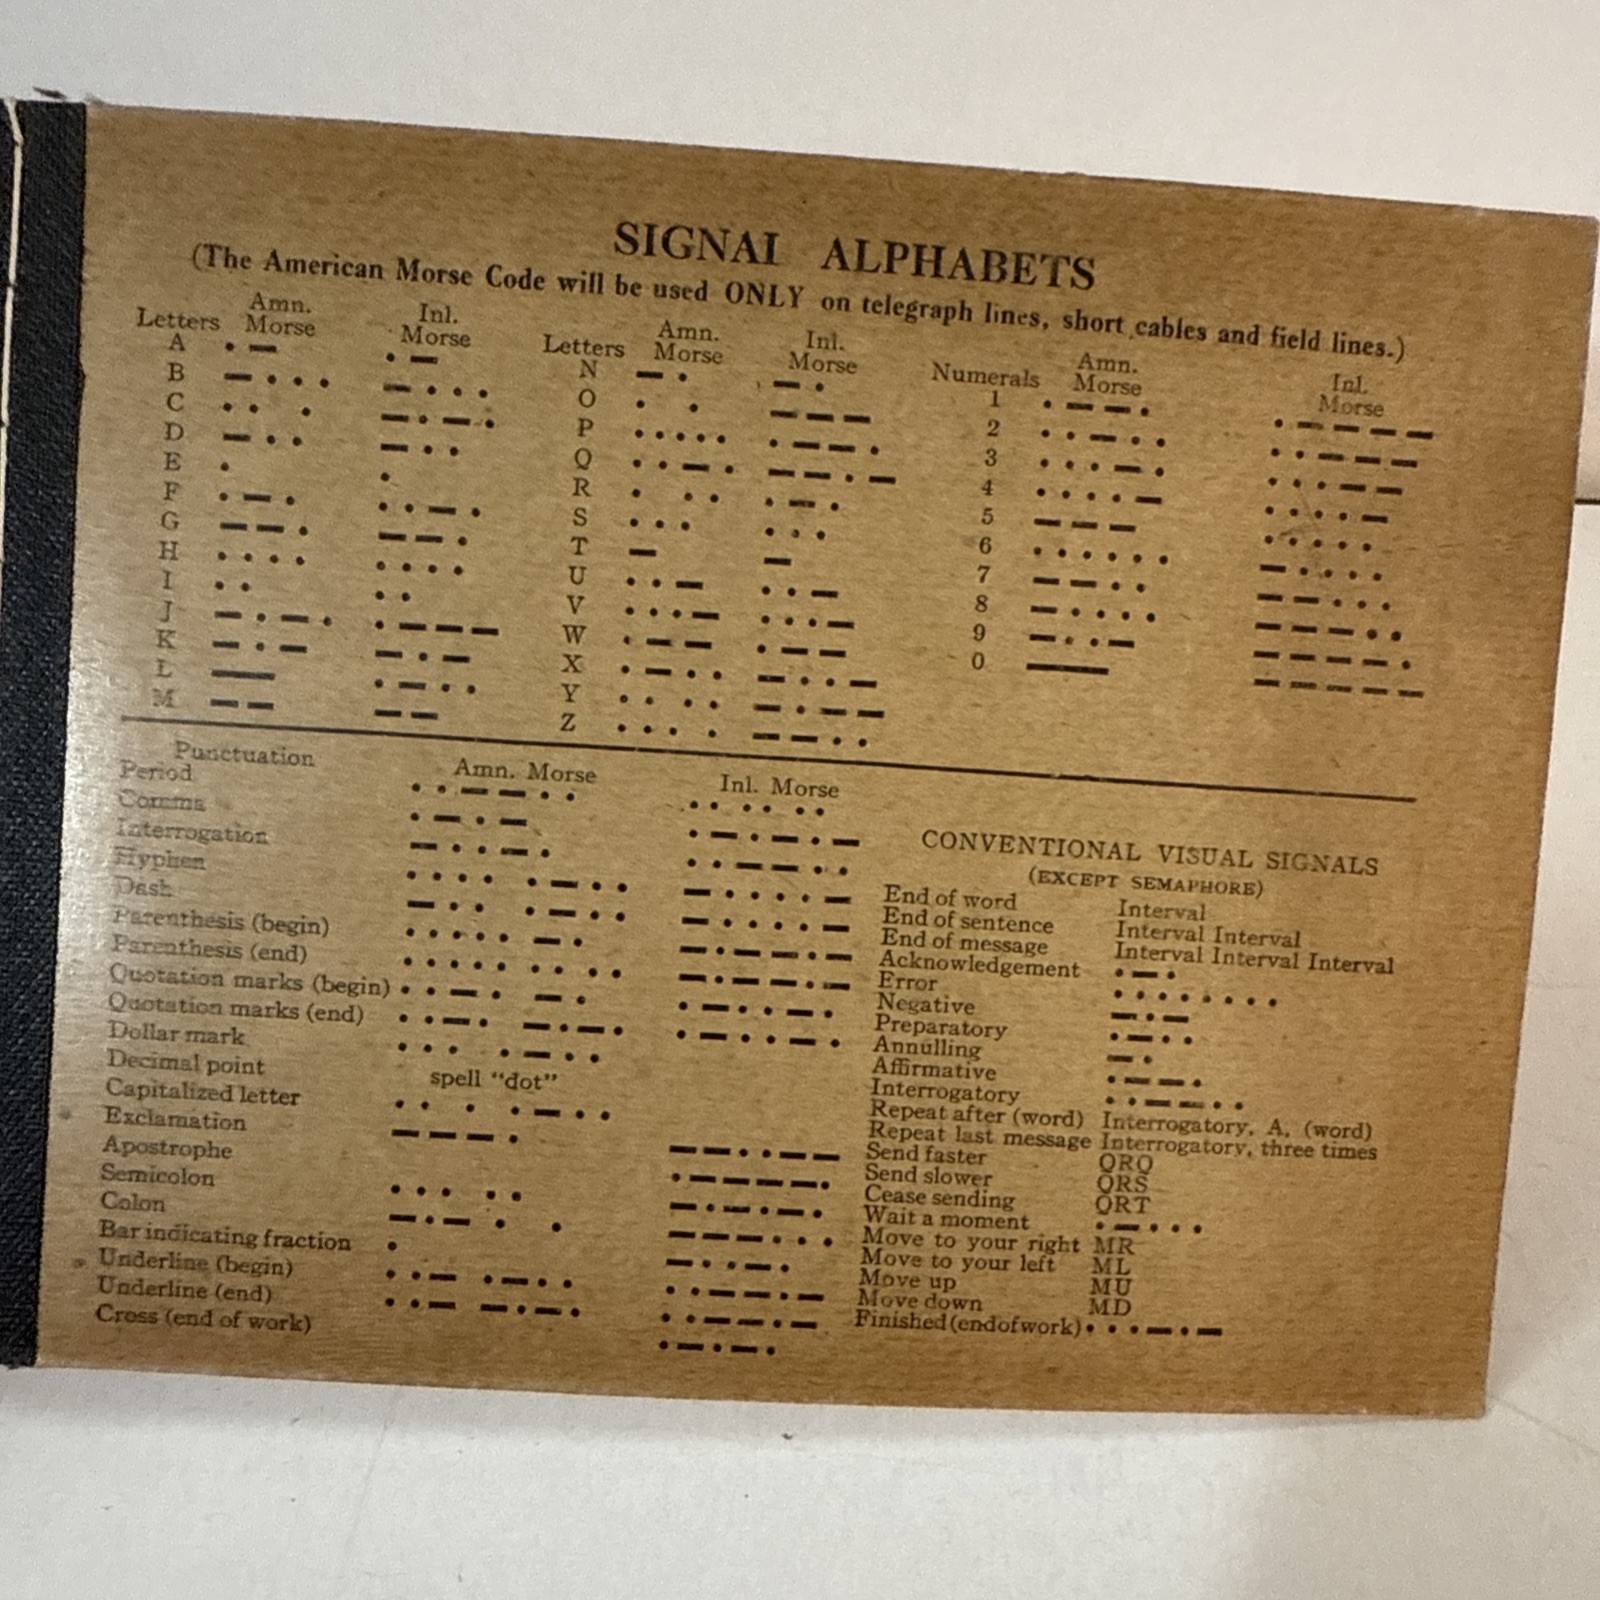 SIGNAL ALPHABETS
(The American Morse Code will be used ONLY on telegraph lines, short cables and field lines.)
Letters Amn. Morse Inl. Morse
A · — · —
B — · · · — · · ·
C · ·  · — · — ·
D — · · — · ·
E · ·
F · — · · · — ·
G — — · — — ·
H · · · · · · · ·
I · · · ·
J — · — · · — — —
K — · — — · —
L —— · — · ·
M — — — —
Letters Amn. Morse Inl. Morse
N — · — ·
O ·  · — — —
P · · · · · · — — ·
Q · · — · — — · —
R ·  · · · — ·
S · · · · · ·
T — —
U · · — · · —
V · · · — · · · —
W · — — · — —
X · — · · — · · —
Y · ·  · · — · — —
Z · · ·  · — — · ·
Numerals Amn. Morse Inl. Morse
1 · — — · · — — — —
2 · · — · · · · — — —
3 · · · — · · · · — —
4 · · · · — · · · · —
5 — — — · · · · ·
6 · · · · · · — · · · ·
7 — — · · — — · · ·
8 — · · · · — — — · ·
9 — · · — — — — — ·
0 —— — — — — —
Punctuation Amn. Morse Inl. Morse
Period · · — — · · · ·  · ·  · ·
Comma · — · — · — · — · —
Interrogation — · · — · · · — — · ·
Hyphen · · · ·  · — · · — · · · · —
Dash — · ·  · — · · — · · · · —
Parenthesis (begin) · · · · ·  — · — · — — · —
Parenthesis (end) · · · · ·  · ·  · · — · — — · —
Quotation marks (begin) · · — ·  — · · — · · — ·
Quotation marks (end) · · — ·  — · — · · — · · — ·
Dollar mark · · ·  · — · ·
Decimal point spell "dot"
Capitalized letter · ·  ·  · — · ·
Exclamation — — — · — — · · — —
Apostrophe · — — — — ·
Semicolon · · ·  · · — · — · — ·
Colon — · —  ·  · — — — · · ·
Bar indicating fraction · — · · — ·
Underline (begin) · · —  · — · · · · — — · —
Underline (end) · · —  — · — · · · — — · —
Cross (end of work) · — · — ·
CONVENTIONAL VISUAL SIGNALS
(EXCEPT SEMAPHORE)
End of word Interval
End of sentence Interval Interval
End of message Interval Interval Interval
Acknowledgement · — ·
Error · · · · · · · ·
Negative — · —
Preparatory · — · ·
Annulling — ·
Affirmative · — — ·
Interrogatory · · — — · ·
Repeat after (word) Interrogatory, A, (word)
Repeat last message Interrogatory, three times
Send faster QRQ
Send slower QRS
Cease sending QRT
Wait a moment · — · · ·
Move to your right MR
Move to your left ML
Move up MU
Move down MD
Finished (end of work) · · · — · —